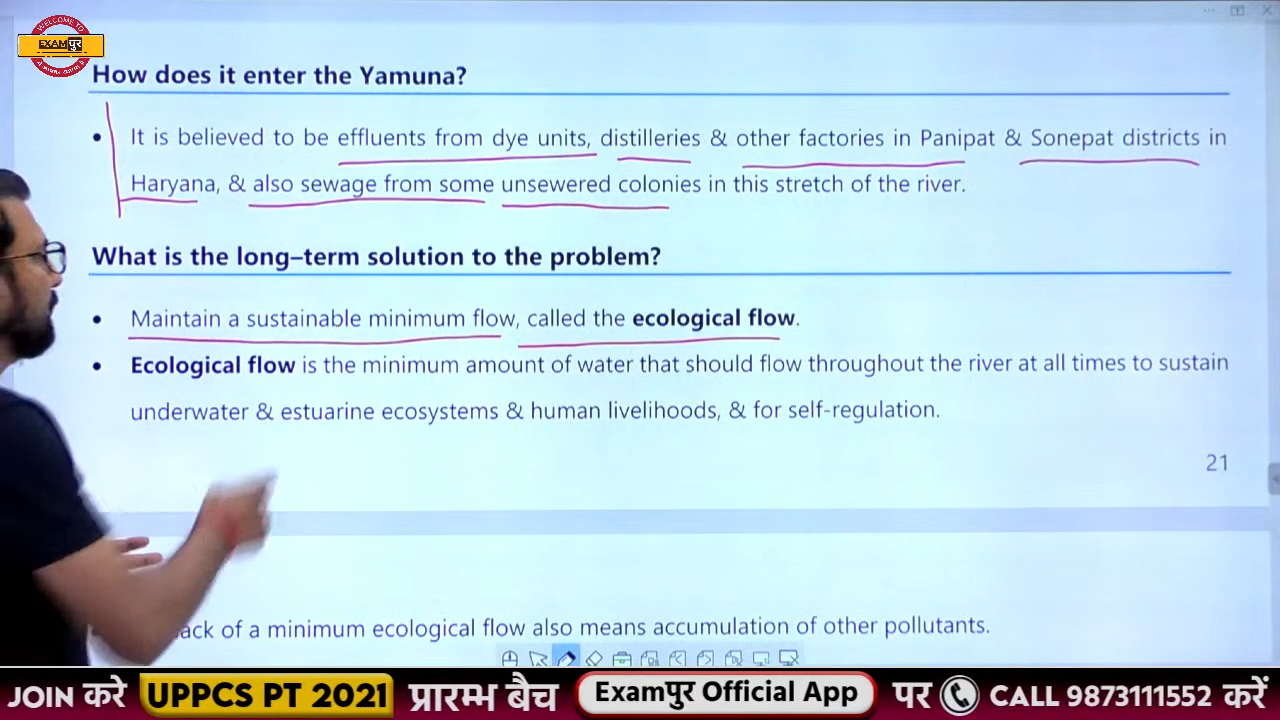 WELCOME TO
EXAMपुर
How does it enter the Yamuna?
• It is believed to be effluents from dye units, distilleries & other factories in Panipat & Sonepat districts in
Haryana, & also sewage from some unsewered colonies in this stretch of the river.
What is the long–term solution to the problem?
• Maintain a sustainable minimum flow, called the ecological flow.
• Ecological flow is the minimum amount of water that should flow throughout the river at all times to sustain
underwater & estuarine ecosystems & human livelihoods, & for self-regulation.
21
ack of a minimum ecological flow also means accumulation of other pollutants.
JOIN करे UPPCS PT 2021 प्रारम्भ बैच Examपुर Official App पर CALL 9873111552 करें